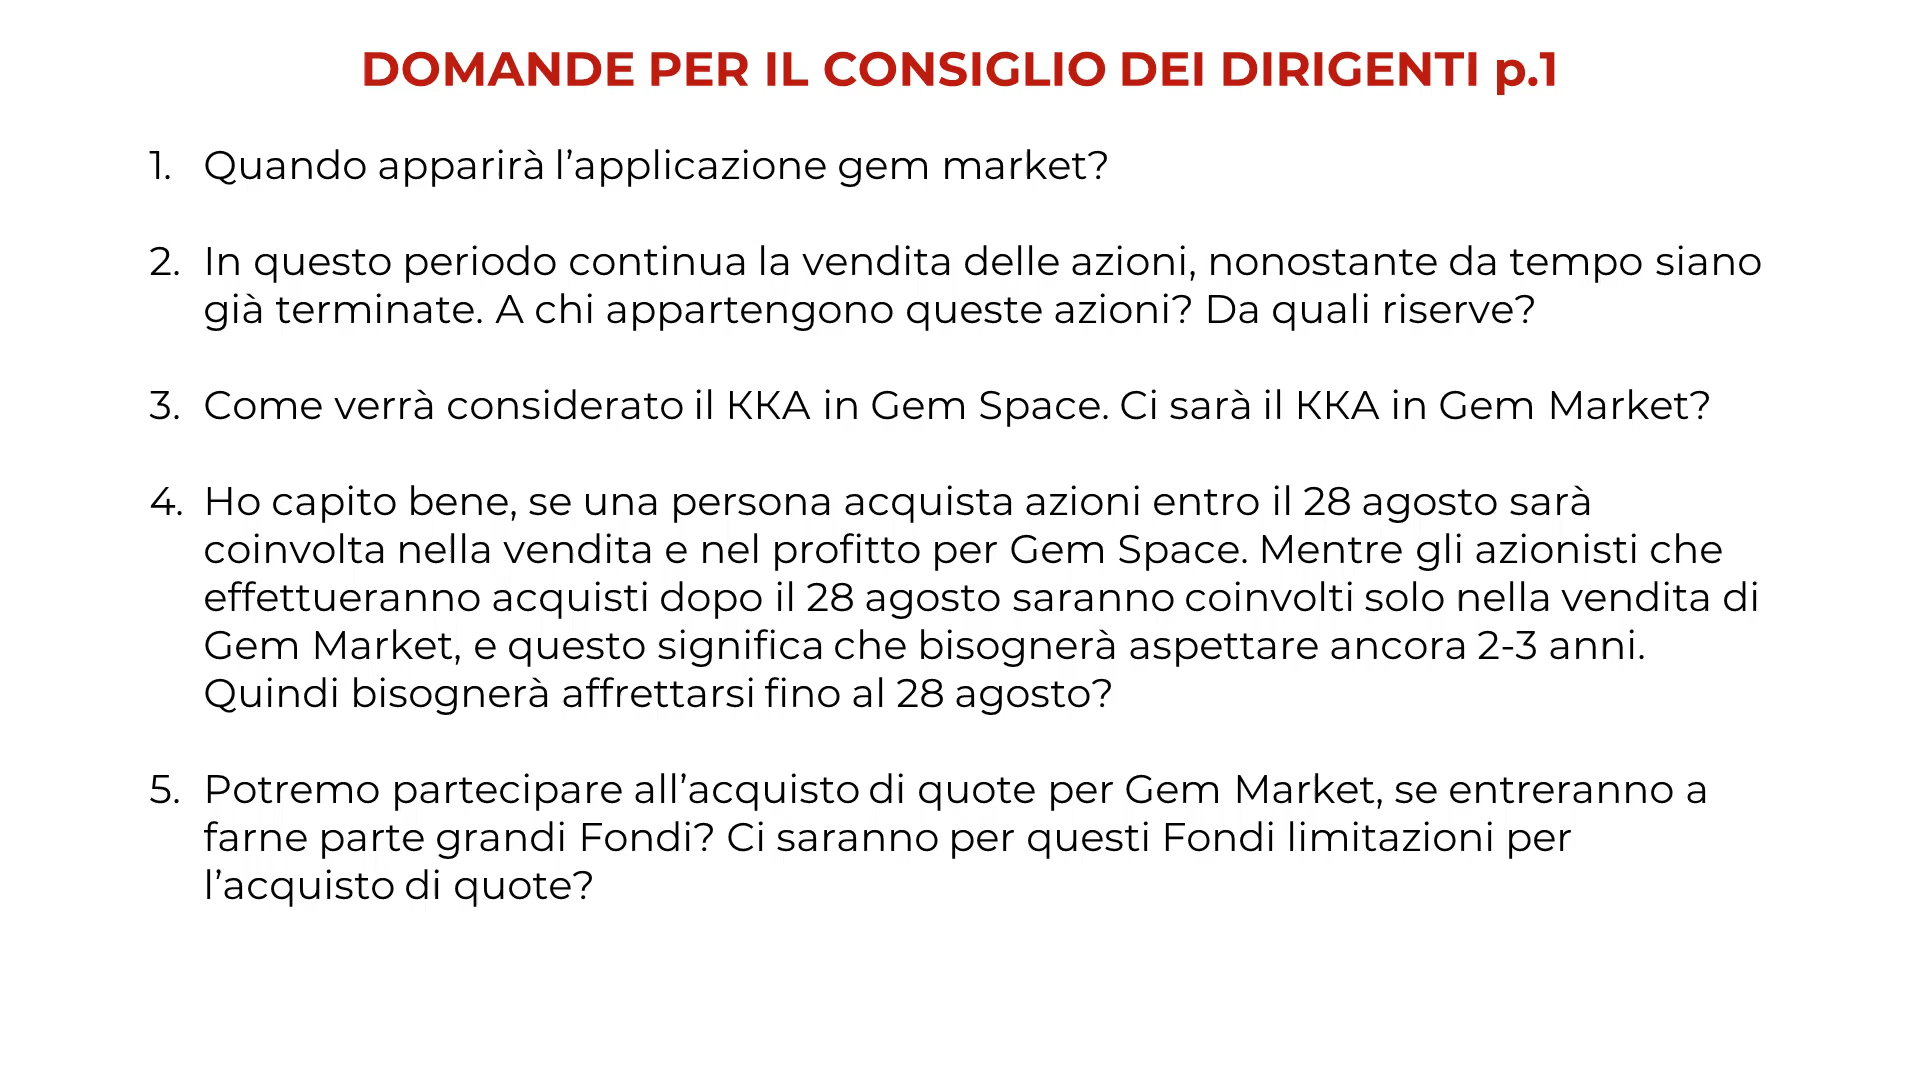 DOMANDE PER IL CONSIGLIO DEI DIRIGENTI p.1
1. Quando apparirà l’applicazione gem market?
2. In questo periodo continua la vendita delle azioni, nonostante da tempo siano
già terminate. A chi appartengono queste azioni? Da quali riserve?
3. Come verrà considerato il KKA in Gem Space. Ci sarà il KKA in Gem Market?
4. Ho capito bene, se una persona acquista azioni entro il 28 agosto sarà
coinvolta nella vendita e nel profitto per Gem Space. Mentre gli azionisti che
effettueranno acquisti dopo il 28 agosto saranno coinvolti solo nella vendita di
Gem Market, e questo significa che bisognerà aspettare ancora 2-3 anni.
Quindi bisognerà affrettarsi fino al 28 agosto?
5. Potremo partecipare all’acquisto di quote per Gem Market, se entreranno a
farne parte grandi Fondi? Ci saranno per questi Fondi limitazioni per
l’acquisto di quote?